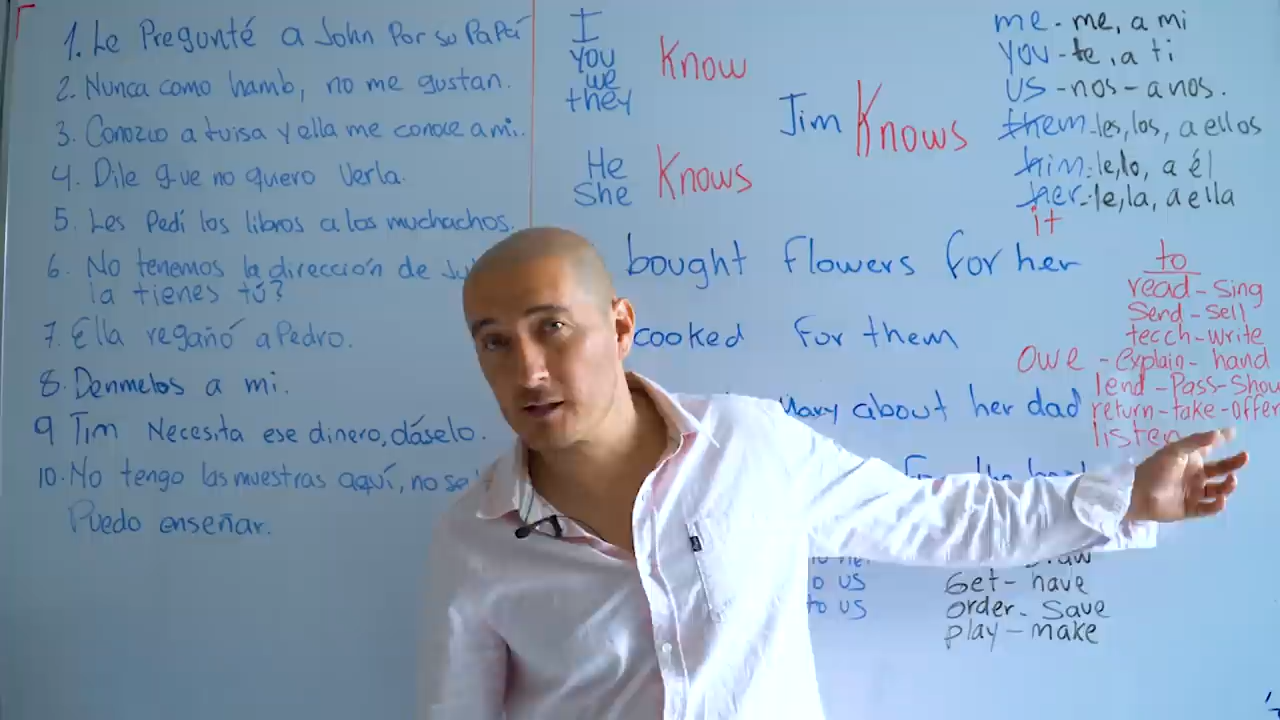 1. Le Pregunté a John Por su Papá
2. Nunca como hamb, no me gustan.
3. Conozco a Luisa y ella me conoce a mi.
4. Dile que no quiero Verla.
5. Les Pedí los libros a los muchachos.
6. No tenemos la dirección de
la tienes tú?
7. Ella regañó a Pedro.
8. Denmelos a mi.
9 Tim Necesita ese dinero, dáselo.
10. No tengo las muestras aquí, no se
Puedo enseñar.
I
you
we
they
Know
He
She
Knows
Jim Knows
me - me, a mi
you - te, a ti
us - nos - a nos.
them - les, los, a ellos
him - le, lo, a él
her - le, la, a ella
it
bought flowers for her
cooked for them
Mary about her dad
to
read - sing
send - sell
tecch - write
owe - explain - hand
lend - Pass - Show
return - take - offer
listen
to us
to us
Get - have
order - Save
play - make